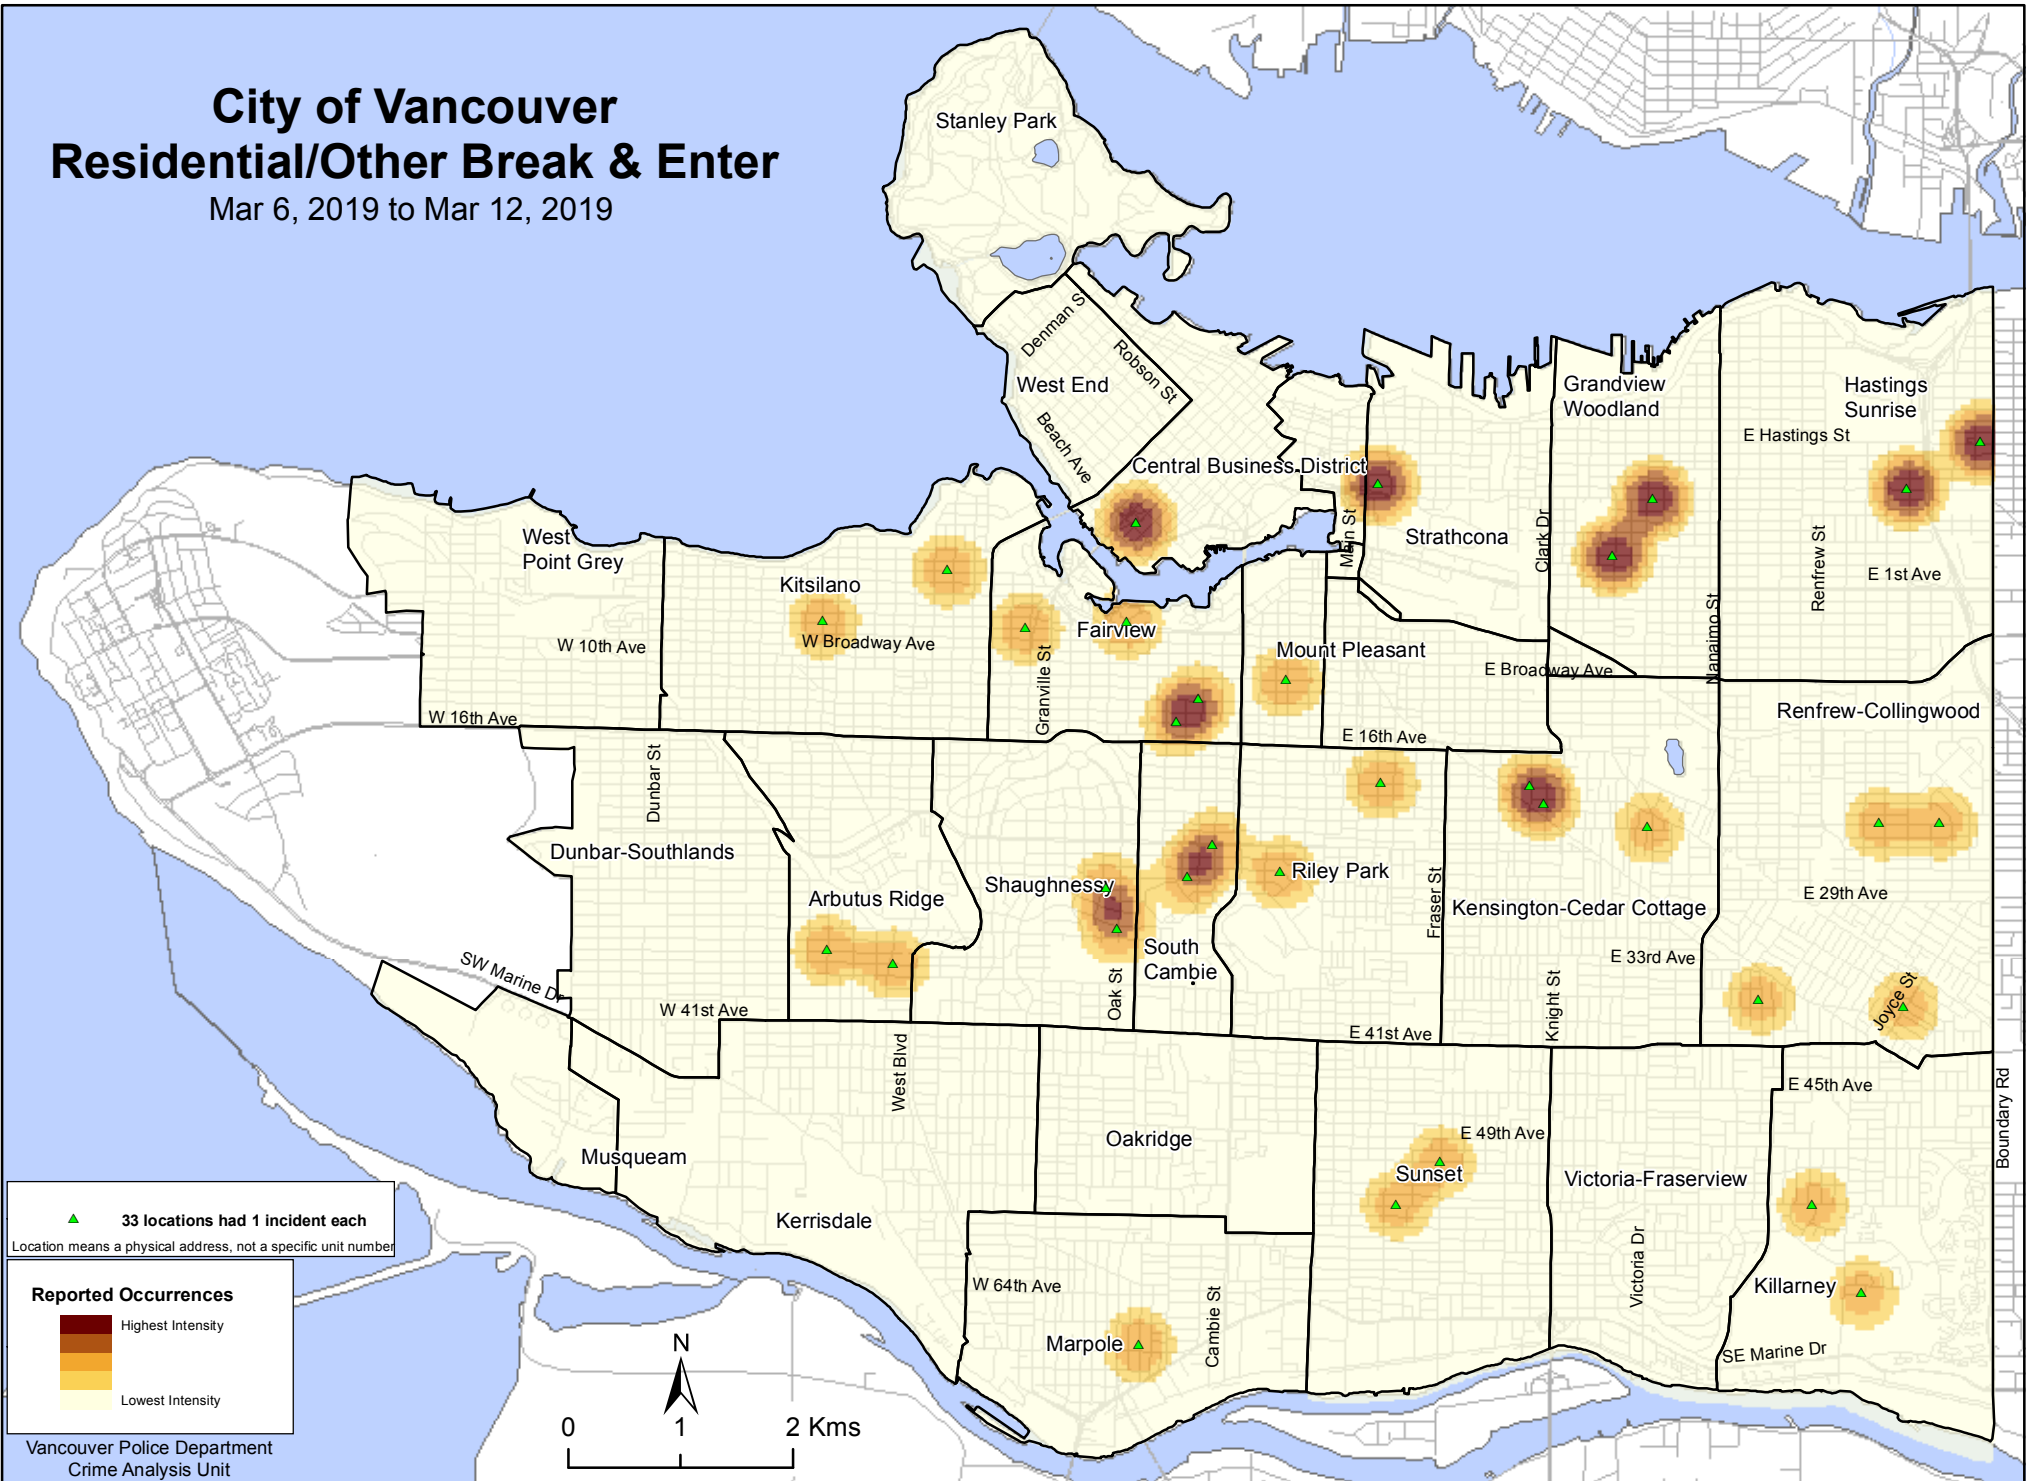 City of Vancouver
Residential/Other Break & Enter
Mar 6, 2019 to Mar 12, 2019
Stanley Park
Denman S
Robson St
West End
Beach Ave
Central Business District
Grandview
Woodland
Hastings
Sunrise
E Hastings St
Strathcona
Main St
Clark Dr
Renfrew St
E 1st Ave
Nanaimo St
West
Point Grey
Kitsilano
W 10th Ave
W Broadway Ave
Fairview
Granville St
Mount Pleasant
E Broadway Ave
W 16th Ave
E 16th Ave
Renfrew-Collingwood
Dunbar St
Dunbar-Southlands
Arbutus Ridge
Shaughnessy
Riley Park
Fraser St
Kensington-Cedar Cottage
E 29th Ave
South
Cambie
Oak St
E 33rd Ave
Knight St
Joyce St
SW Marine Dr
W 41st Ave
E 41st Ave
West Blvd
E 45th Ave
Boundary Rd
Musqueam
Oakridge
E 49th Ave
Sunset
Victoria-Fraserview
Kerrisdale
Victoria Dr
Killarney
W 64th Ave
Marpole
Cambie St
SE Marine Dr
33 locations had 1 incident each
Location means a physical address, not a specific unit number
Reported Occurrences
Highest Intensity
Lowest Intensity
Vancouver Police Department
Crime Analysis Unit
N
0 1 2 Kms